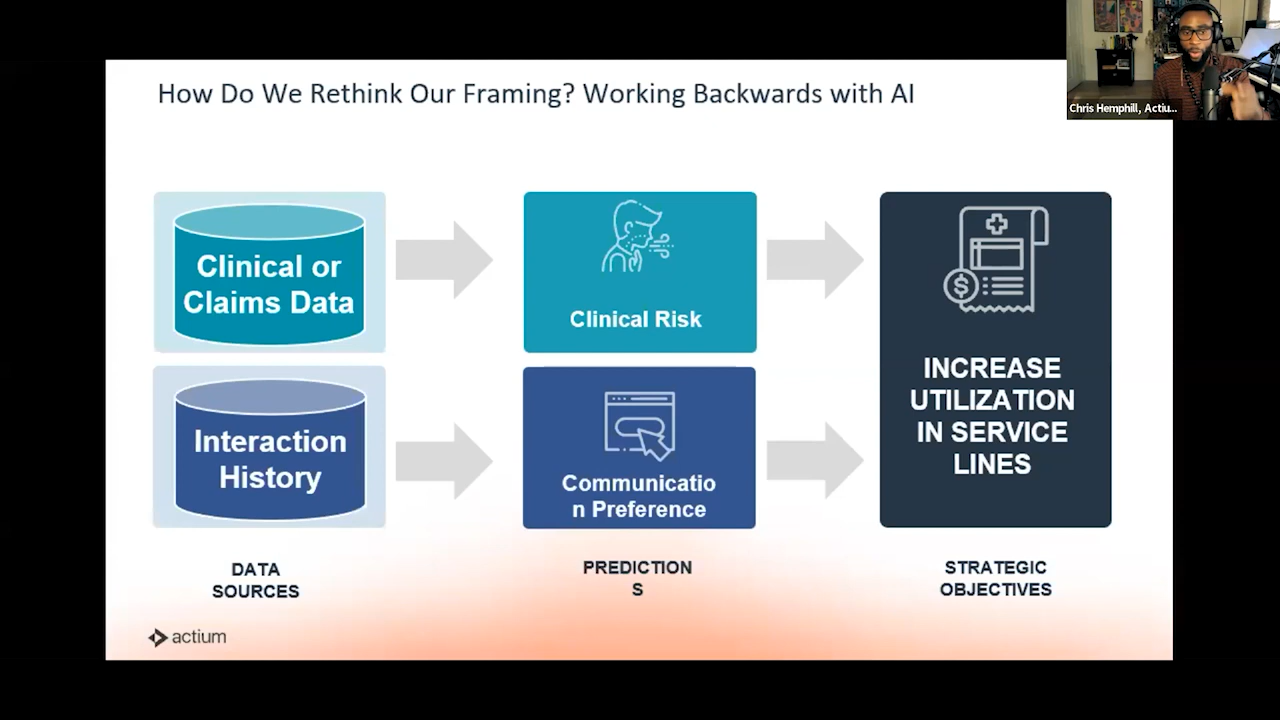 How Do We Rethink Our Framing? Working Backwards with AI
Chris Hemphill, Actiu...
Clinical or
Claims Data
Clinical Risk
$
INCREASE
UTILIZATION
IN SERVICE
LINES
Interaction
History
Communicatio
n Preference
DATA
SOURCES
PREDICTION
S
STRATEGIC
OBJECTIVES
actium